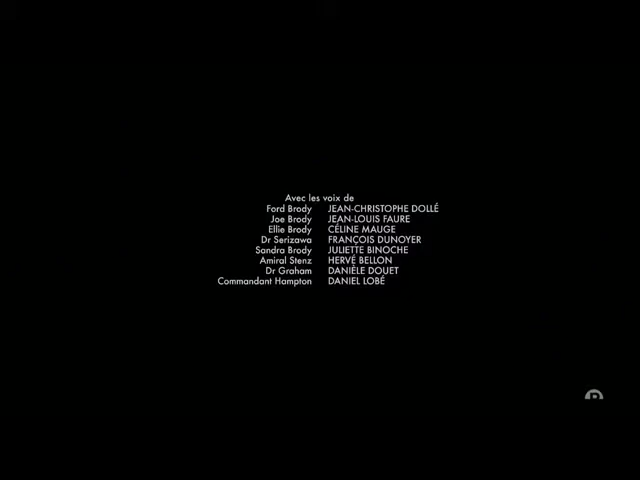 Avec les voix de
Ford Brody JEAN-CHRISTOPHE DOLLÉ
Joe Brody JEAN-LOUIS FAURE
Ellie Brody CÉLINE MAUGE
Dr Serizawa FRANÇOIS DUNOYER
Sandra Brody JULIETTE BINOCHE
Amiral Stenz HERVÉ BELLON
Dr Graham DANIÈLE DOUET
Commandant Hampton DANIEL LOBÉ